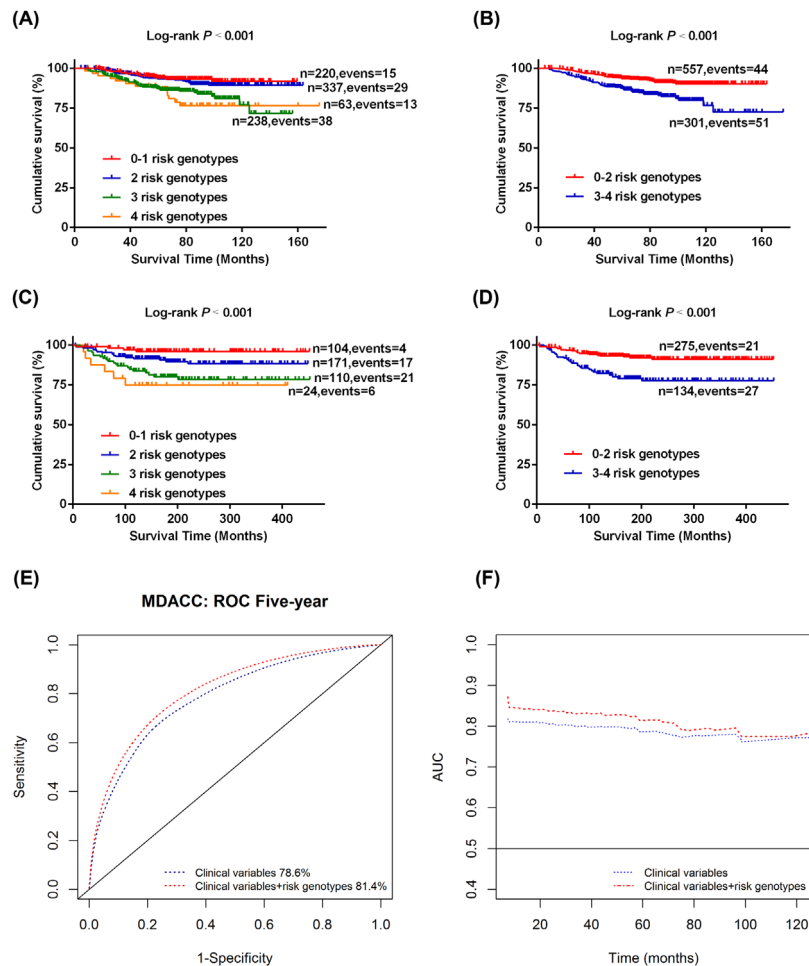 (A)
Log-rank P < 0.001
Cumulative survival (%)
100
75
50
25
0
n=220,evens=15
n=337,events=29
n=63,events=13
n=238,events=38
0-1 risk genotypes
2 risk genotypes
3 risk genotypes
4 risk genotypes
0 40 80 120 160
Survival Time (Months)
(B)
Log-rank P < 0.001
Cumulative survival (%)
100
75
50
25
0
n=557,events=44
n=301,events=51
0-2 risk genotypes
3-4 risk genotypes
0 40 80 120 160
Survival Time (Months)
(C)
Log-rank P < 0.001
Cumulative survival (%)
100
75
50
25
0
n=104,events=4
n=171,events=17
n=110,events=21
n=24,events=6
0-1 risk genotypes
2 risk genotypes
3 risk genotypes
4 risk genotypes
0 100 200 300 400
Survival Time (Months)
(D)
Log-rank P < 0.001
Cumulative survival (%)
100
75
50
25
0
n=275,events=21
n=134,events=27
0-2 risk genotypes
3-4 risk genotypes
0 100 200 300 400
Survival Time (Months)
(E)
MDACC: ROC Five-year
Sensitivity
1.0
0.8
0.6
0.4
0.2
0.0
Clinical variables 78.6%
Clinical variables+risk genotypes 81.4%
0.0 0.2 0.4 0.6 0.8 1.0
1-Specificity
(F)
AUC
1.0
0.9
0.8
0.7
0.6
0.5
0.4
Clinical variables
Clinical variables+risk genotypes
20 40 60 80 100 120
Time (months)